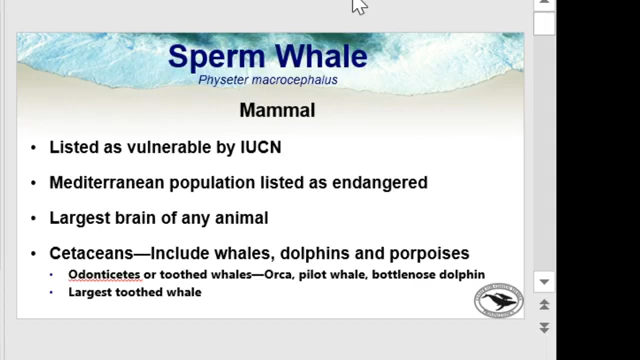 Sperm Whale
Physeter macrocephalus
Mammal
• Listed as vulnerable by IUCN
• Mediterranean population listed as endangered
• Largest brain of any animal
• Cetaceans—Include whales, dolphins and porpoises
• Odonticetes or toothed whales—Orca, pilot whale, bottlenose dolphin
• Largest toothed whale